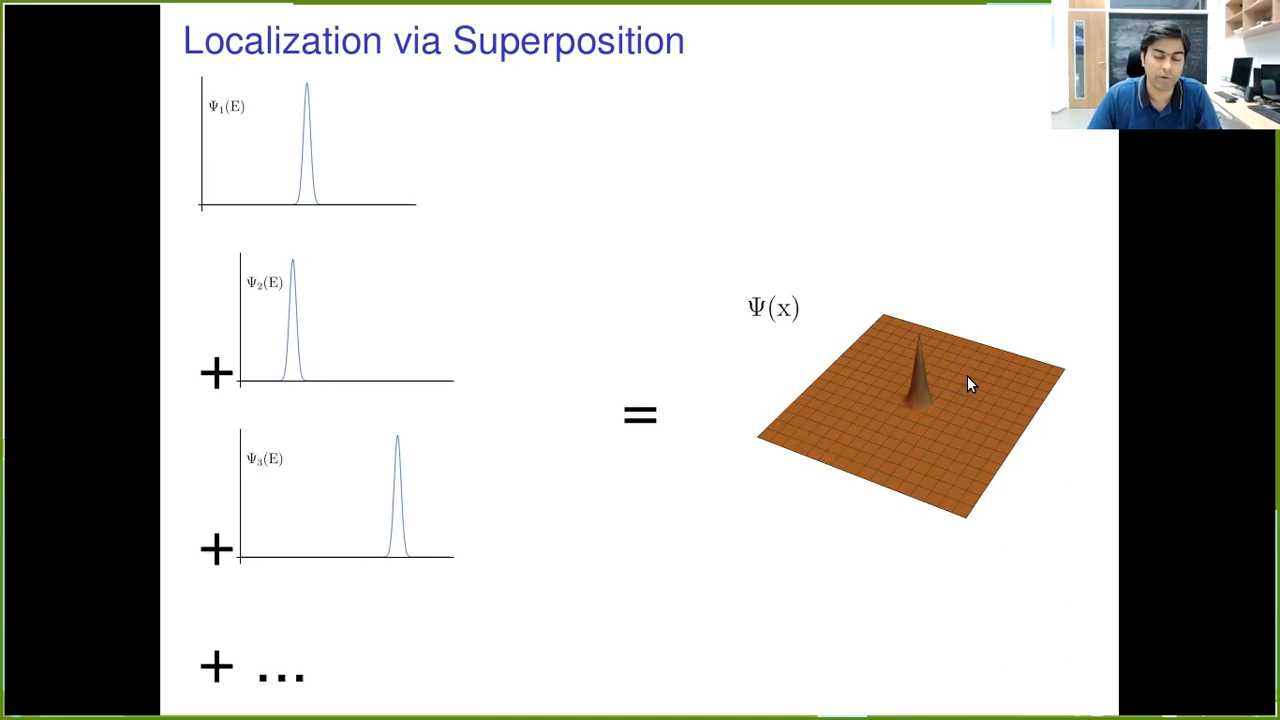 Localization via Superposition
Ψ₁(E)
Ψ₂(E)
+
Ψ₃(E)
+
+ ...
=
Ψ(x)